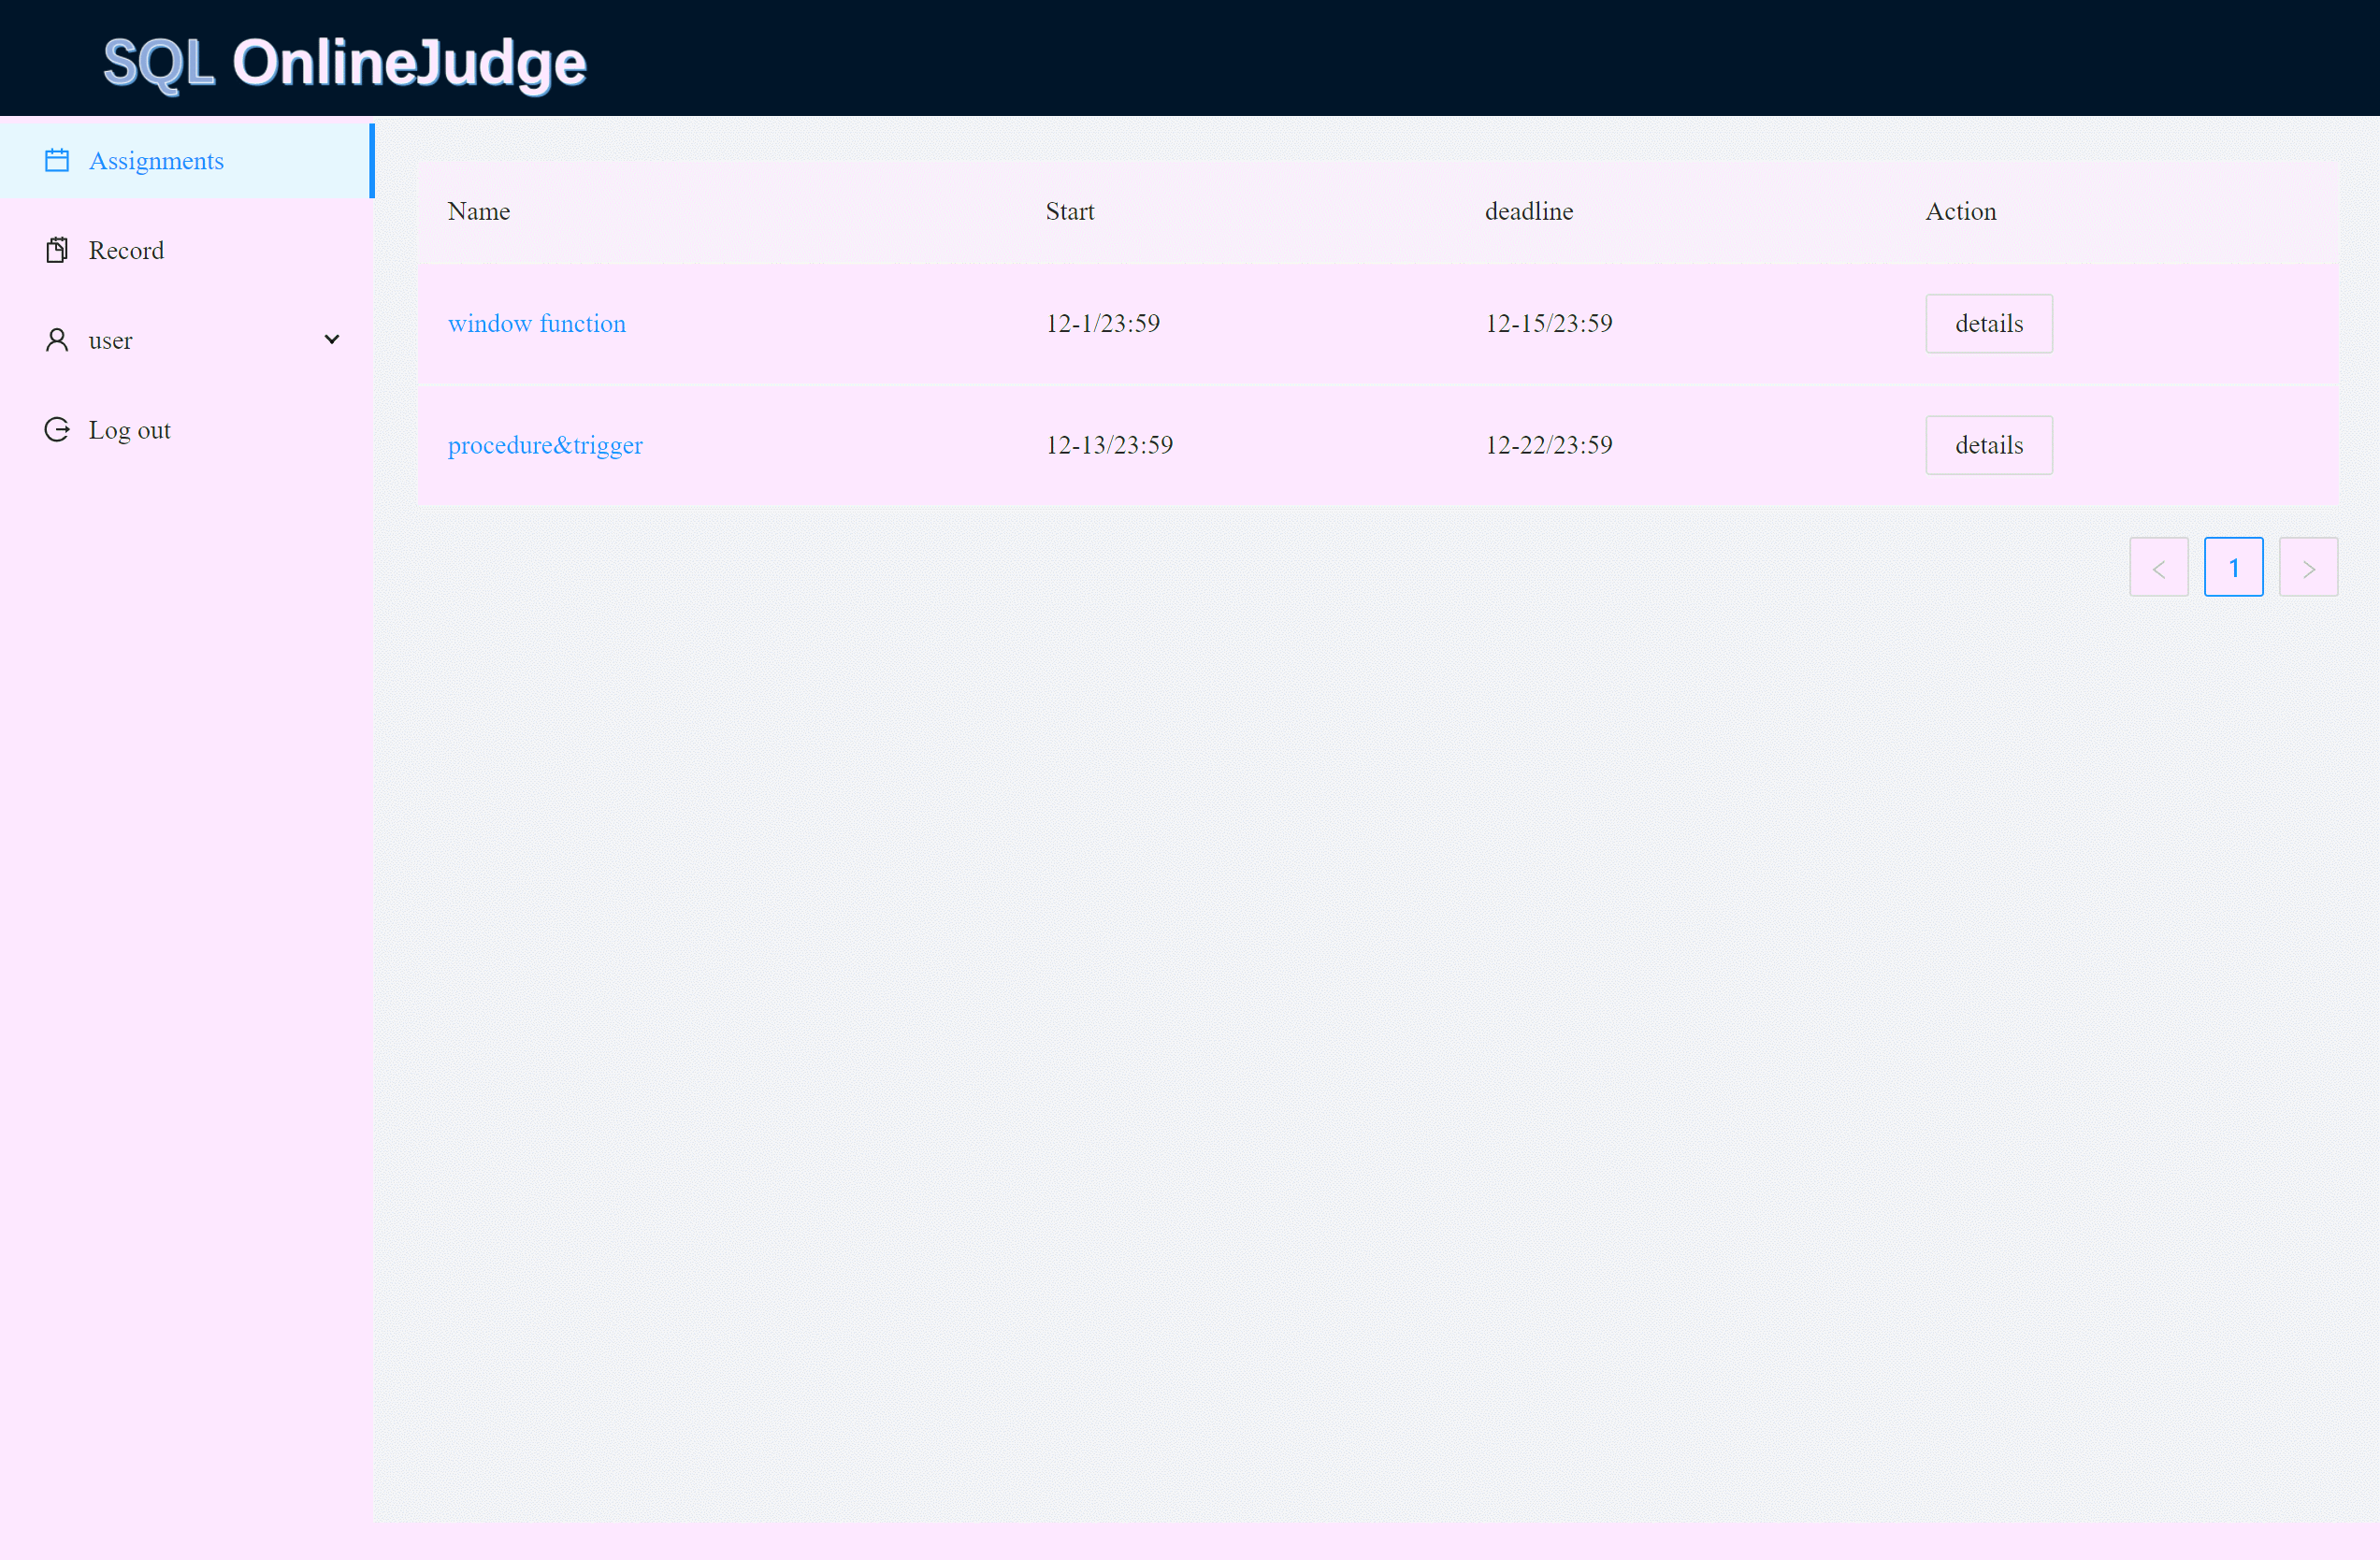 SQL OnlineJudge
Assignments
Record
user
Log out
Name Start deadline Action
window function 12-1/23:59 12-15/23:59 details
procedure&trigger 12-13/23:59 12-22/23:59 details
< 1 >